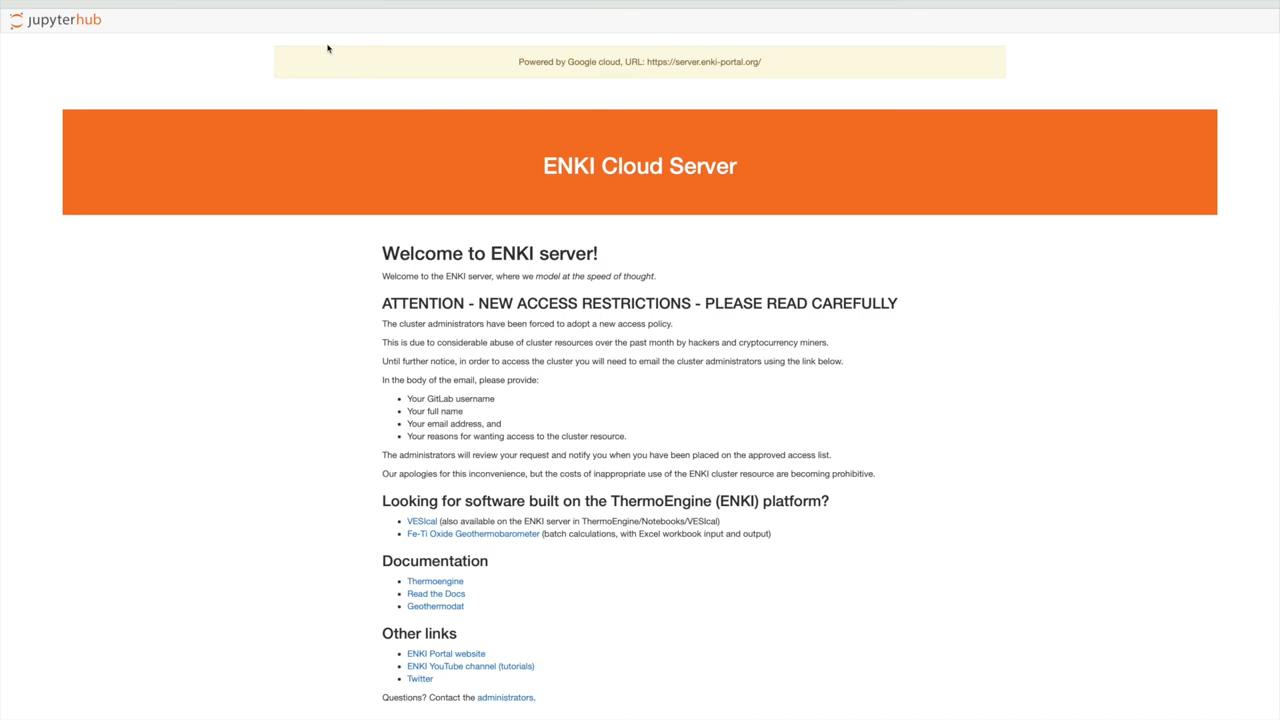 jupyterhub
Powered by Google cloud, URL: https://server.enki-portal.org/
ENKI Cloud Server
Welcome to ENKI server!
Welcome to the ENKI server, where we model at the speed of thought.
ATTENTION - NEW ACCESS RESTRICTIONS - PLEASE READ CAREFULLY
The cluster administrators have been forced to adopt a new access policy.
This is due to considerable abuse of cluster resources over the past month by hackers and cryptocurrency miners.
Until further notice, in order to access the cluster you will need to email the cluster administrators using the link below.
In the body of the email, please provide:
• Your GitLab username
• Your full name
• Your email address, and
• Your reasons for wanting access to the cluster resource.
The administrators will review your request and notify you when you have been placed on the approved access list.
Our apologies for this inconvenience, but the costs of inappropriate use of the ENKI cluster resource are becoming prohibitive.
Looking for software built on the ThermoEngine (ENKI) platform?
• VESIcal (also available on the ENKI server in ThermoEngine/Notebooks/VESIcal)
• Fe-Ti Oxide Geothermobarometer (batch calculations, with Excel workbook input and output)
Documentation
• Thermoengine
• Read the Docs
• Geothermodat
Other links
• ENKI Portal website
• ENKI YouTube channel (tutorials)
• Twitter
Questions? Contact the administrators.